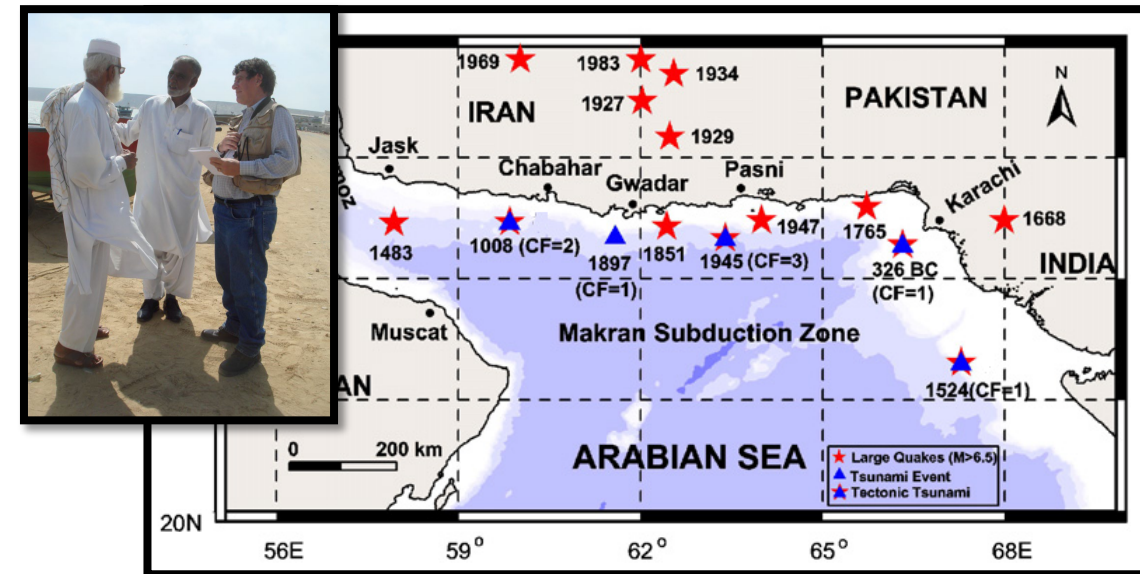 1969
1983
1934
1927
1929
IRAN
PAKISTAN
N
Jask
Chabahar
Gwadar
Pasni
Karachi
moz
1483
1008 (CF=2)
1897
(CF=1)
1851
1945 (CF=3)
1947
1765
326 BC
(CF=1)
1668
INDIA
Muscat
Makran Subduction Zone
1524(CF=1)
AN
0 200 km
ARABIAN SEA
Large Quakes (M>6.5)
Tsunami Event
Tectonic Tsunami
20N
56E 59° 62° 65° 68E